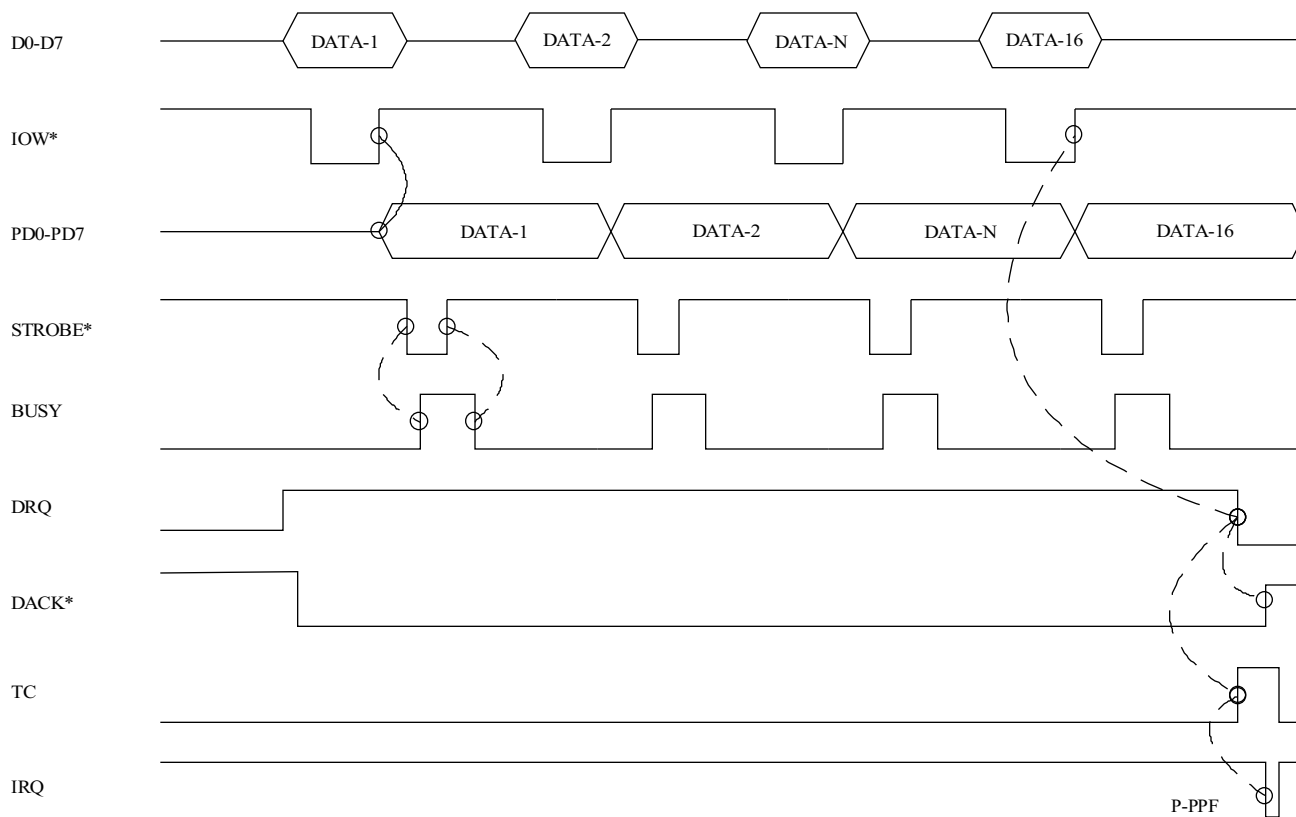 D0-D7 DATA-1 DATA-2 DATA-N DATA-16
IOW*
PD0-PD7 DATA-1 DATA-2 DATA-N DATA-16
STROBE*
BUSY
DRQ
DACK*
TC
IRQ
P-PPF